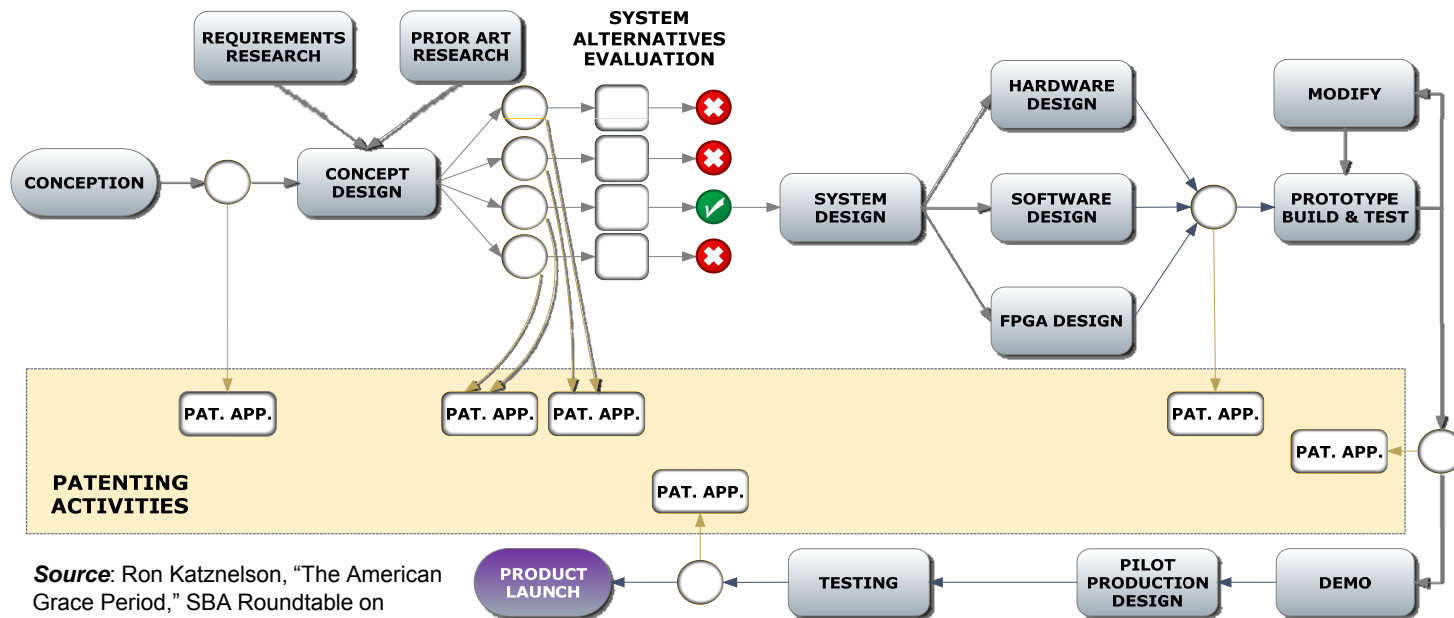 REQUIREMENTS
RESEARCH
PRIOR ART
RESEARCH
SYSTEM
ALTERNATIVES
EVALUATION
HARDWARE
DESIGN
MODIFY
CONCEPTION
CONCEPT
DESIGN
SYSTEM
DESIGN
SOFTWARE
DESIGN
PROTOTYPE
BUILD & TEST
FPGA DESIGN
PAT. APP.
PAT. APP.
PAT. APP.
PAT. APP.
PAT. APP.
PATENTING
ACTIVITIES
PAT. APP.
Source: Ron Katznelson, “The American
Grace Period,” SBA Roundtable on
PRODUCT
LAUNCH
TESTING
PILOT
PRODUCTION
DESIGN
DEMO